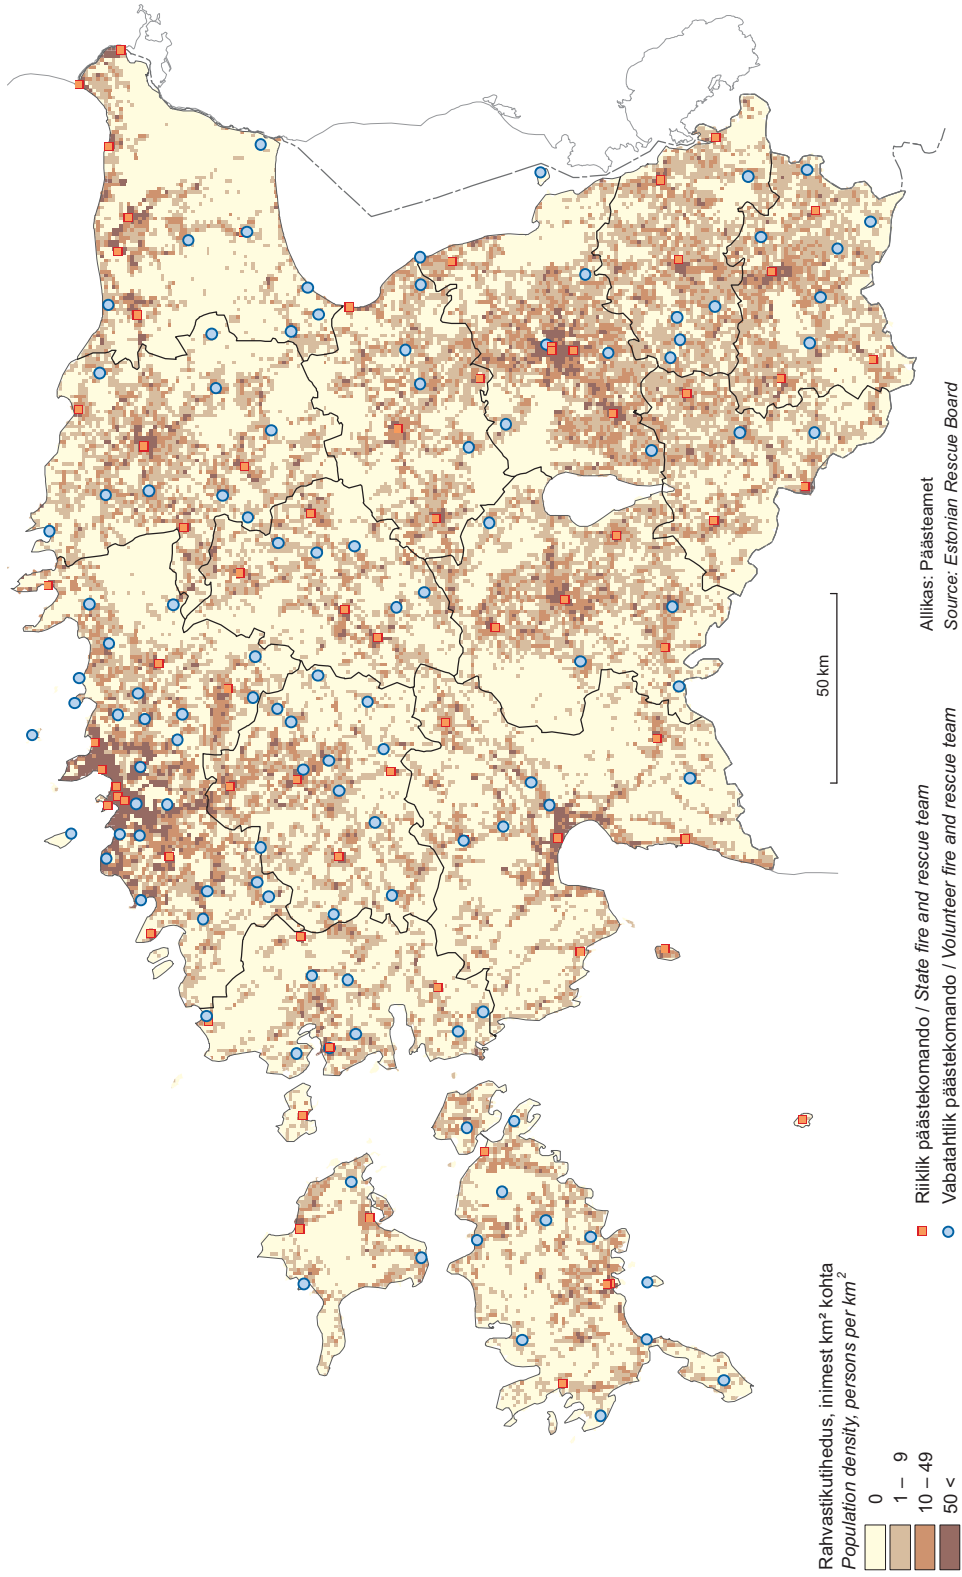 50 km
Rahvastikutihedus, inimest km² kohta
Population density, persons per km²
0
1 – 9
10 – 49
50 <
Riiklik päästekomando / State fire and rescue team
Vabatahtlik päästekomando / Volunteer fire and rescue team
Allikas: Päästeamet
Source: Estonian Rescue Board